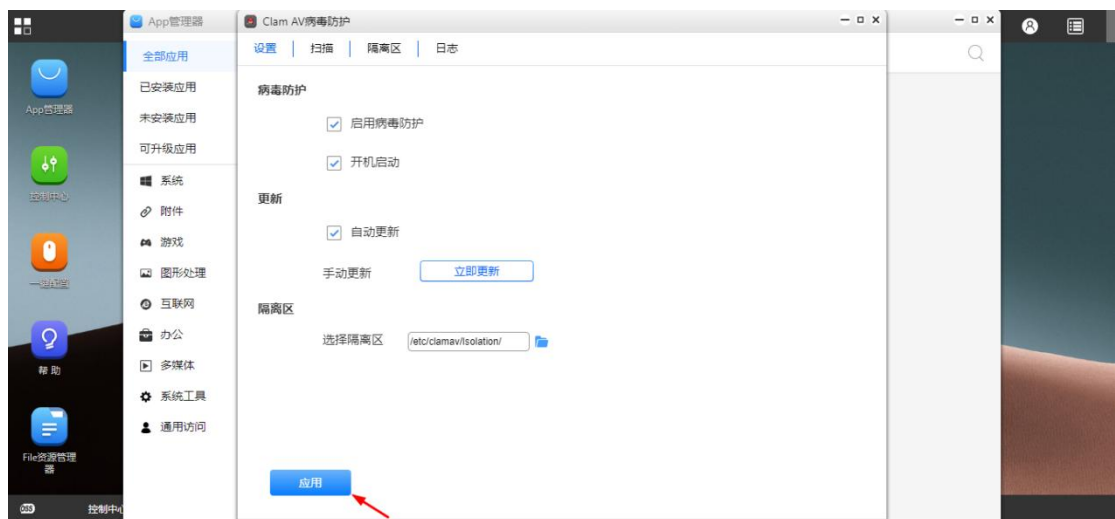 App管理器
Clam AV病毒防护
设置
扫描
隔离区
日志
App管理器
控制中心
一键配置
帮 助
File资源管理
器
全部应用
已安装应用
未安装应用
可升级应用
系统
附件
游戏
图形处理
互联网
办公
多媒体
系统工具
通用访问
病毒防护
启用病毒防护
开机启动
更新
自动更新
手动更新
立即更新
隔离区
选择隔离区
/etc/clamav/Isolation/
应用
控制中心